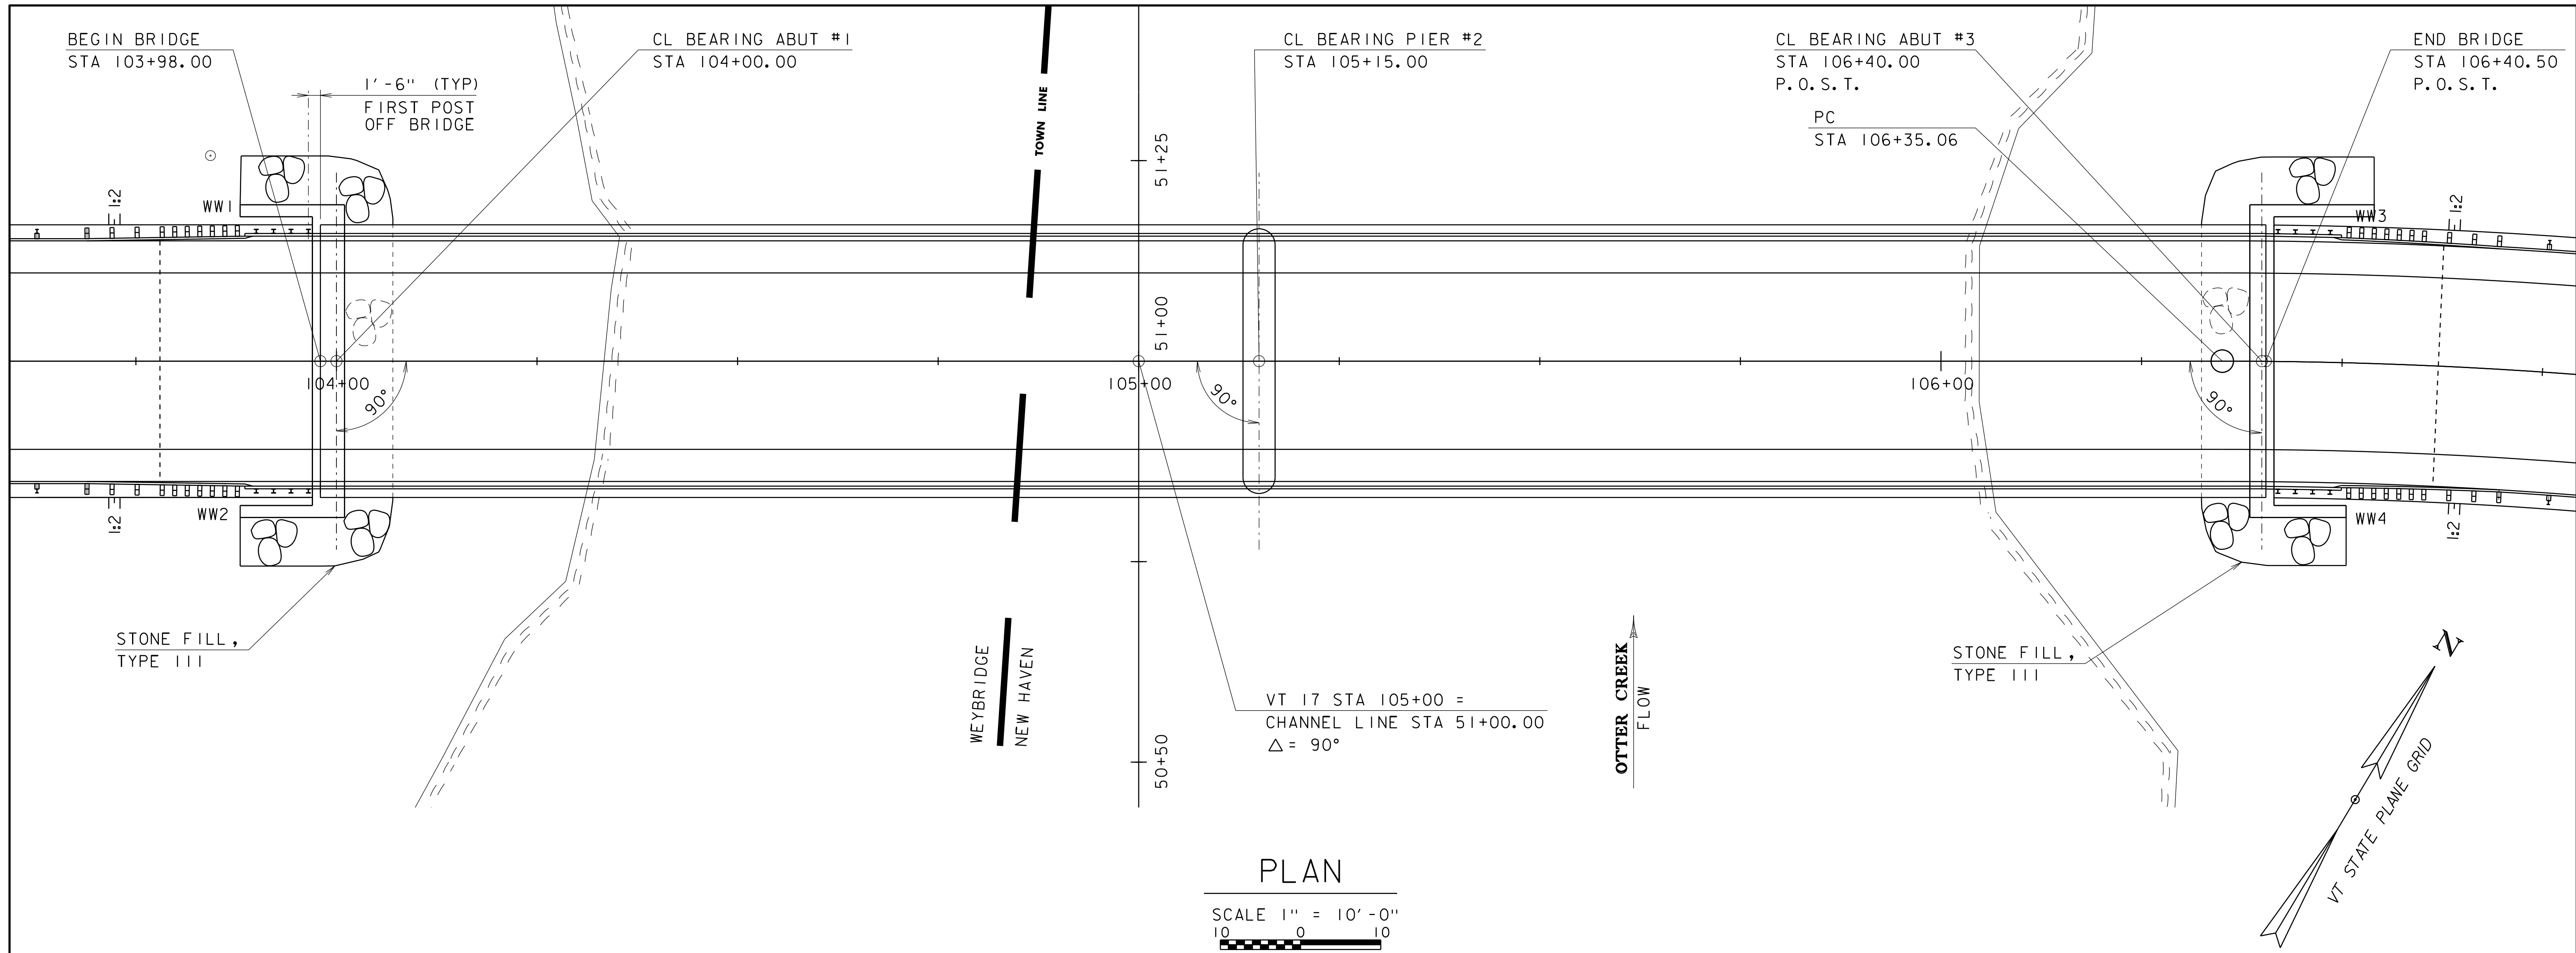 BEGIN BRIDGE
STA 103+98.00
1'-6" (TYP)
FIRST POST
OFF BRIDGE
CL BEARING ABUT #1
STA 104+00.00
TOWN LINE
CL BEARING PIER #2
STA 105+15.00
CL BEARING ABUT #3
STA 106+40.00
P.O.S.T.
PC
STA 106+35.06
END BRIDGE
STA 106+40.50
P.O.S.T.
51+25
1:2
WW1
WW3
1:2
51+00
104+00
90°
105+00
90°
106+00
90°
1:2
WW2
WW4
1:2
STONE FILL,
TYPE III
WEYBRIDGE
NEW HAVEN
50+50
VT 17 STA 105+00 =
CHANNEL LINE STA 51+00.00
△= 90°
OTTER CREEK
FLOW
STONE FILL,
TYPE III
N
VT STATE PLANE GRID
PLAN
SCALE 1" = 10'-0"
10 0 10